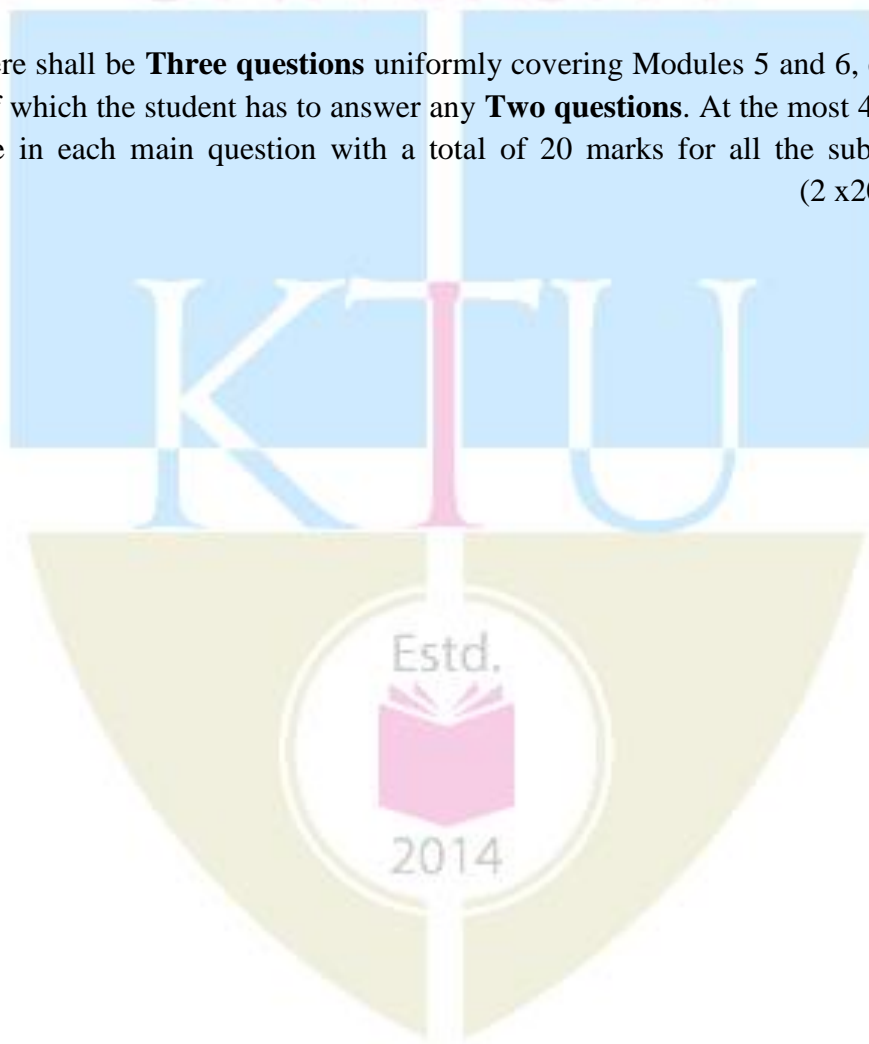 ere shall be Three questions uniformly covering Modules 5 and 6,
f which the student has to answer any Two questions. At the most 4
e in each main question with a total of 20 marks for all the sub
(2 x20
KTU
Estd.
2014